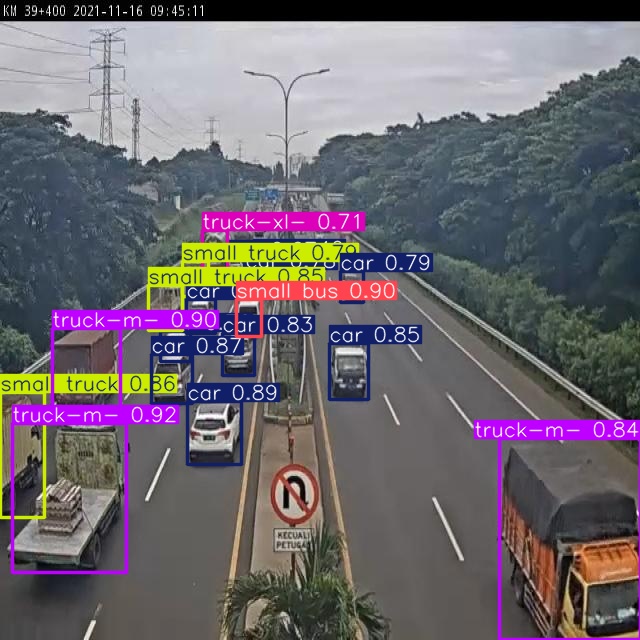 KM 39+400 2021-11-16 09:45:11
truck-xl- 0.71
small truck 0.79
car 0.79
small truck 0.85
car
small bus 0.90
truck-m- 0.90
car 0.83
car 0.85
car 0.87
small truck 0.86
car 0.89
truck-m- 0.92
truck-m- 0.84
KECUALI
PETUGAS